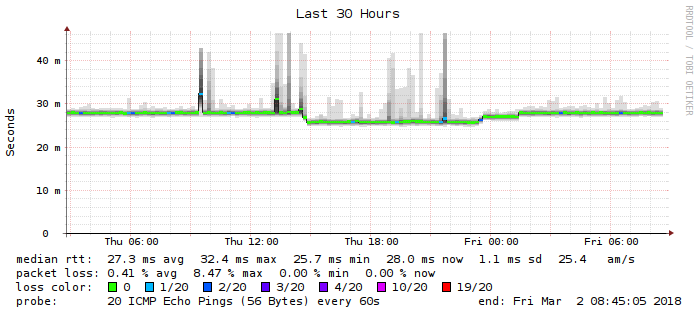 Last 30 Hours
RRDTOOL / TOBI OETIKER
Seconds
40 m
30 m
20 m
10 m
0
Thu 06:00 Thu 12:00 Thu 18:00 Fri 00:00 Fri 06:00
median rtt: 27.3 ms avg 32.4 ms max 25.7 ms min 28.0 ms now 1.1 ms sd 25.4 am/s
packet loss: 0.41 % avg 8.47 % max 0.00 % min 0.00 % now
loss color: 0 1/20 2/20 3/20 4/20 10/20 19/20
probe: 20 ICMP Echo Pings (56 Bytes) every 60s end: Fri Mar 2 08:45:05 2018